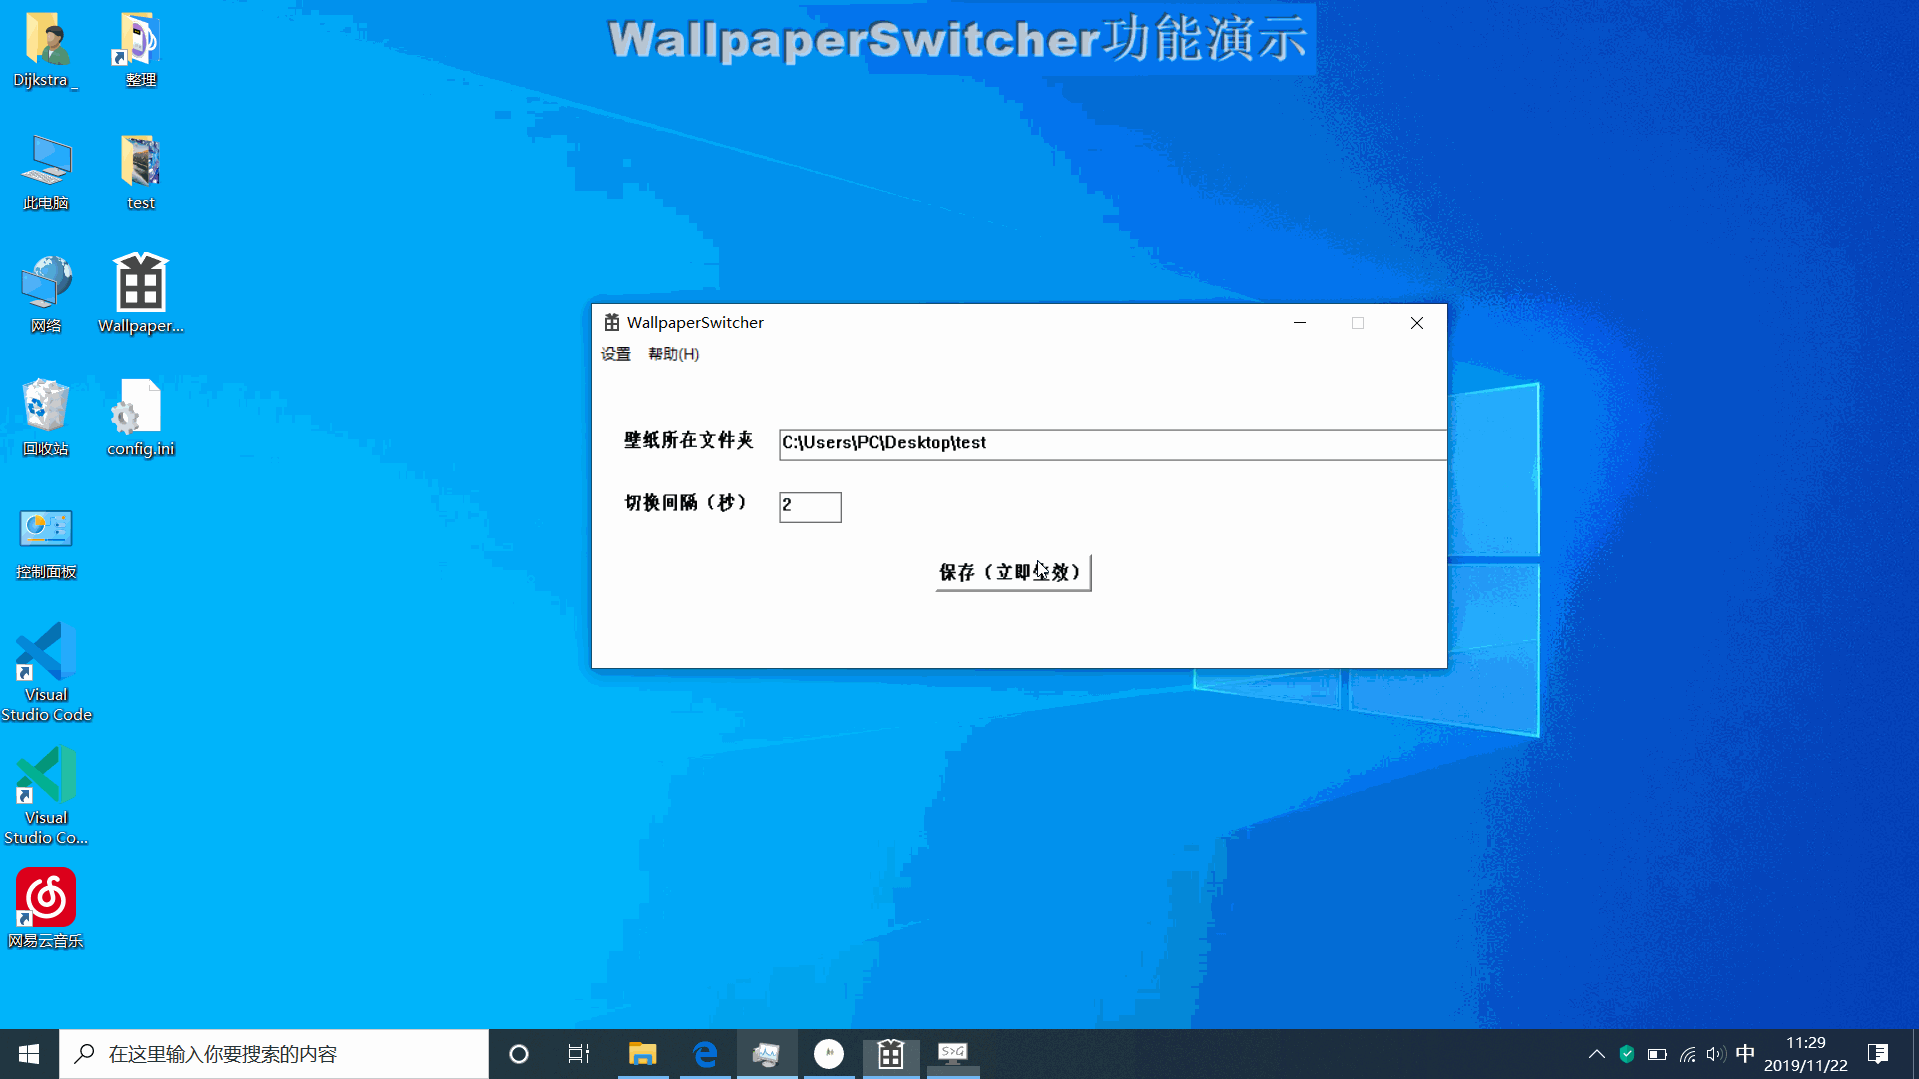 WallpaperSwitcher功能演示
Dijkstra _
整理
此电脑
test
网络
Wallpaper...
回收站
config.ini
控制面板
Visual
Studio Code
Visual
Studio Co...
网易云音乐
WallpaperSwitcher
设置 帮助(H)
壁纸所在文件夹 C:\Users\PC\Desktop\test
切换间隔（秒） 2
保存（立即生效）
在这里输入你要搜索的内容
S>G
中
11:29
2019/11/22